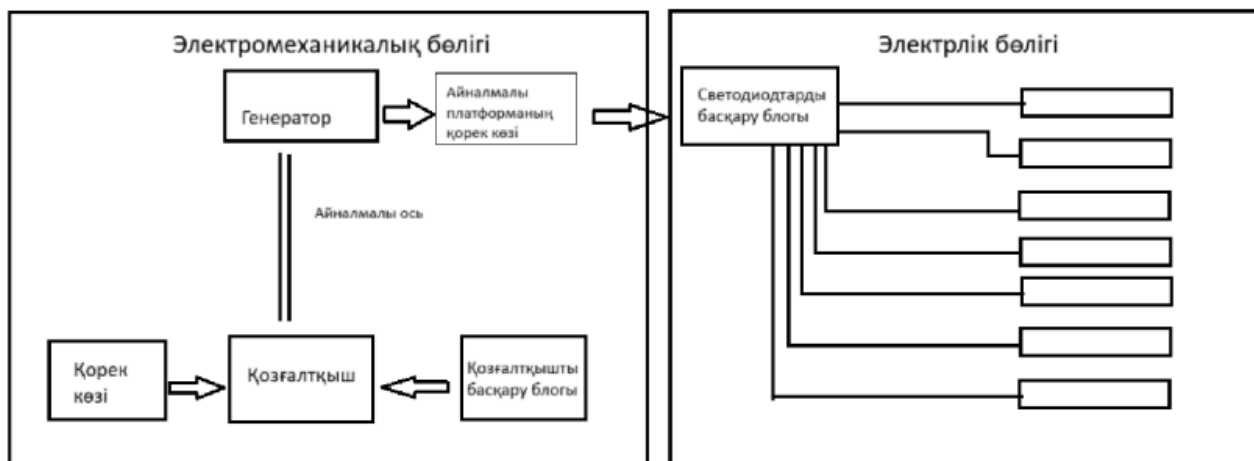 Электромеханикалық бөлігі
Генератор
Айналмалы
платформаның
қорек көзі
Айналмалы ось
Қорек
көзі
Қозғалтқыш
Қозғалтқышты
басқару блогы
Электрлік бөлігі
Светодиодтарды
басқару блогы